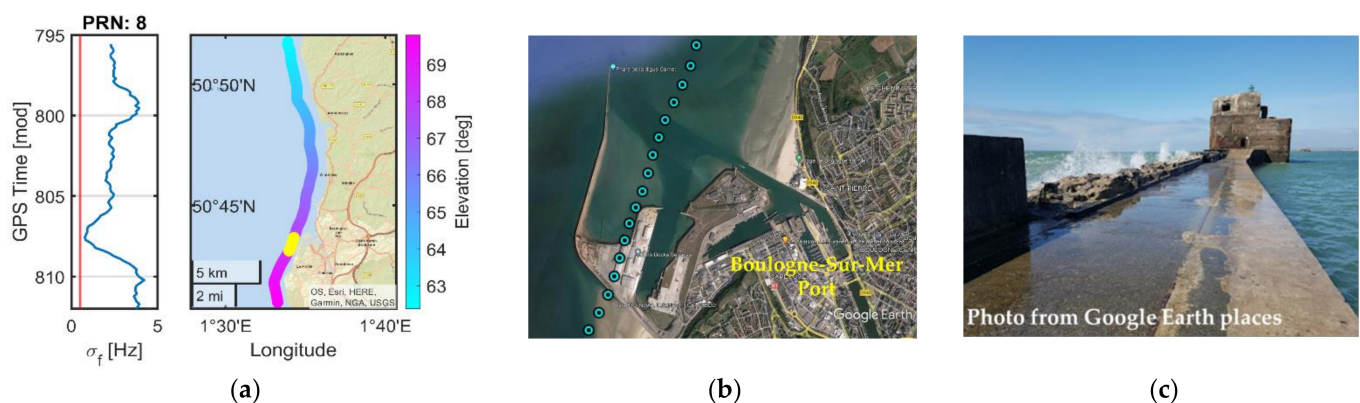 PRN: 8
795
800
805
810
GPS Time [mod]
0
5
σf [Hz]
50°50'N
50°45'N
5 km
2 mi
OS, Esri, HERE,
Garmin, NGA, USGS
1°30'E
1°40'E
Longitude
69
68
67
66
65
64
63
Elevation [deg]
(a)
SAINT-PIERRE
Boulogne-Sur-Mer
Port
Google Earth
(b)
Photo from Google Earth places
(c)